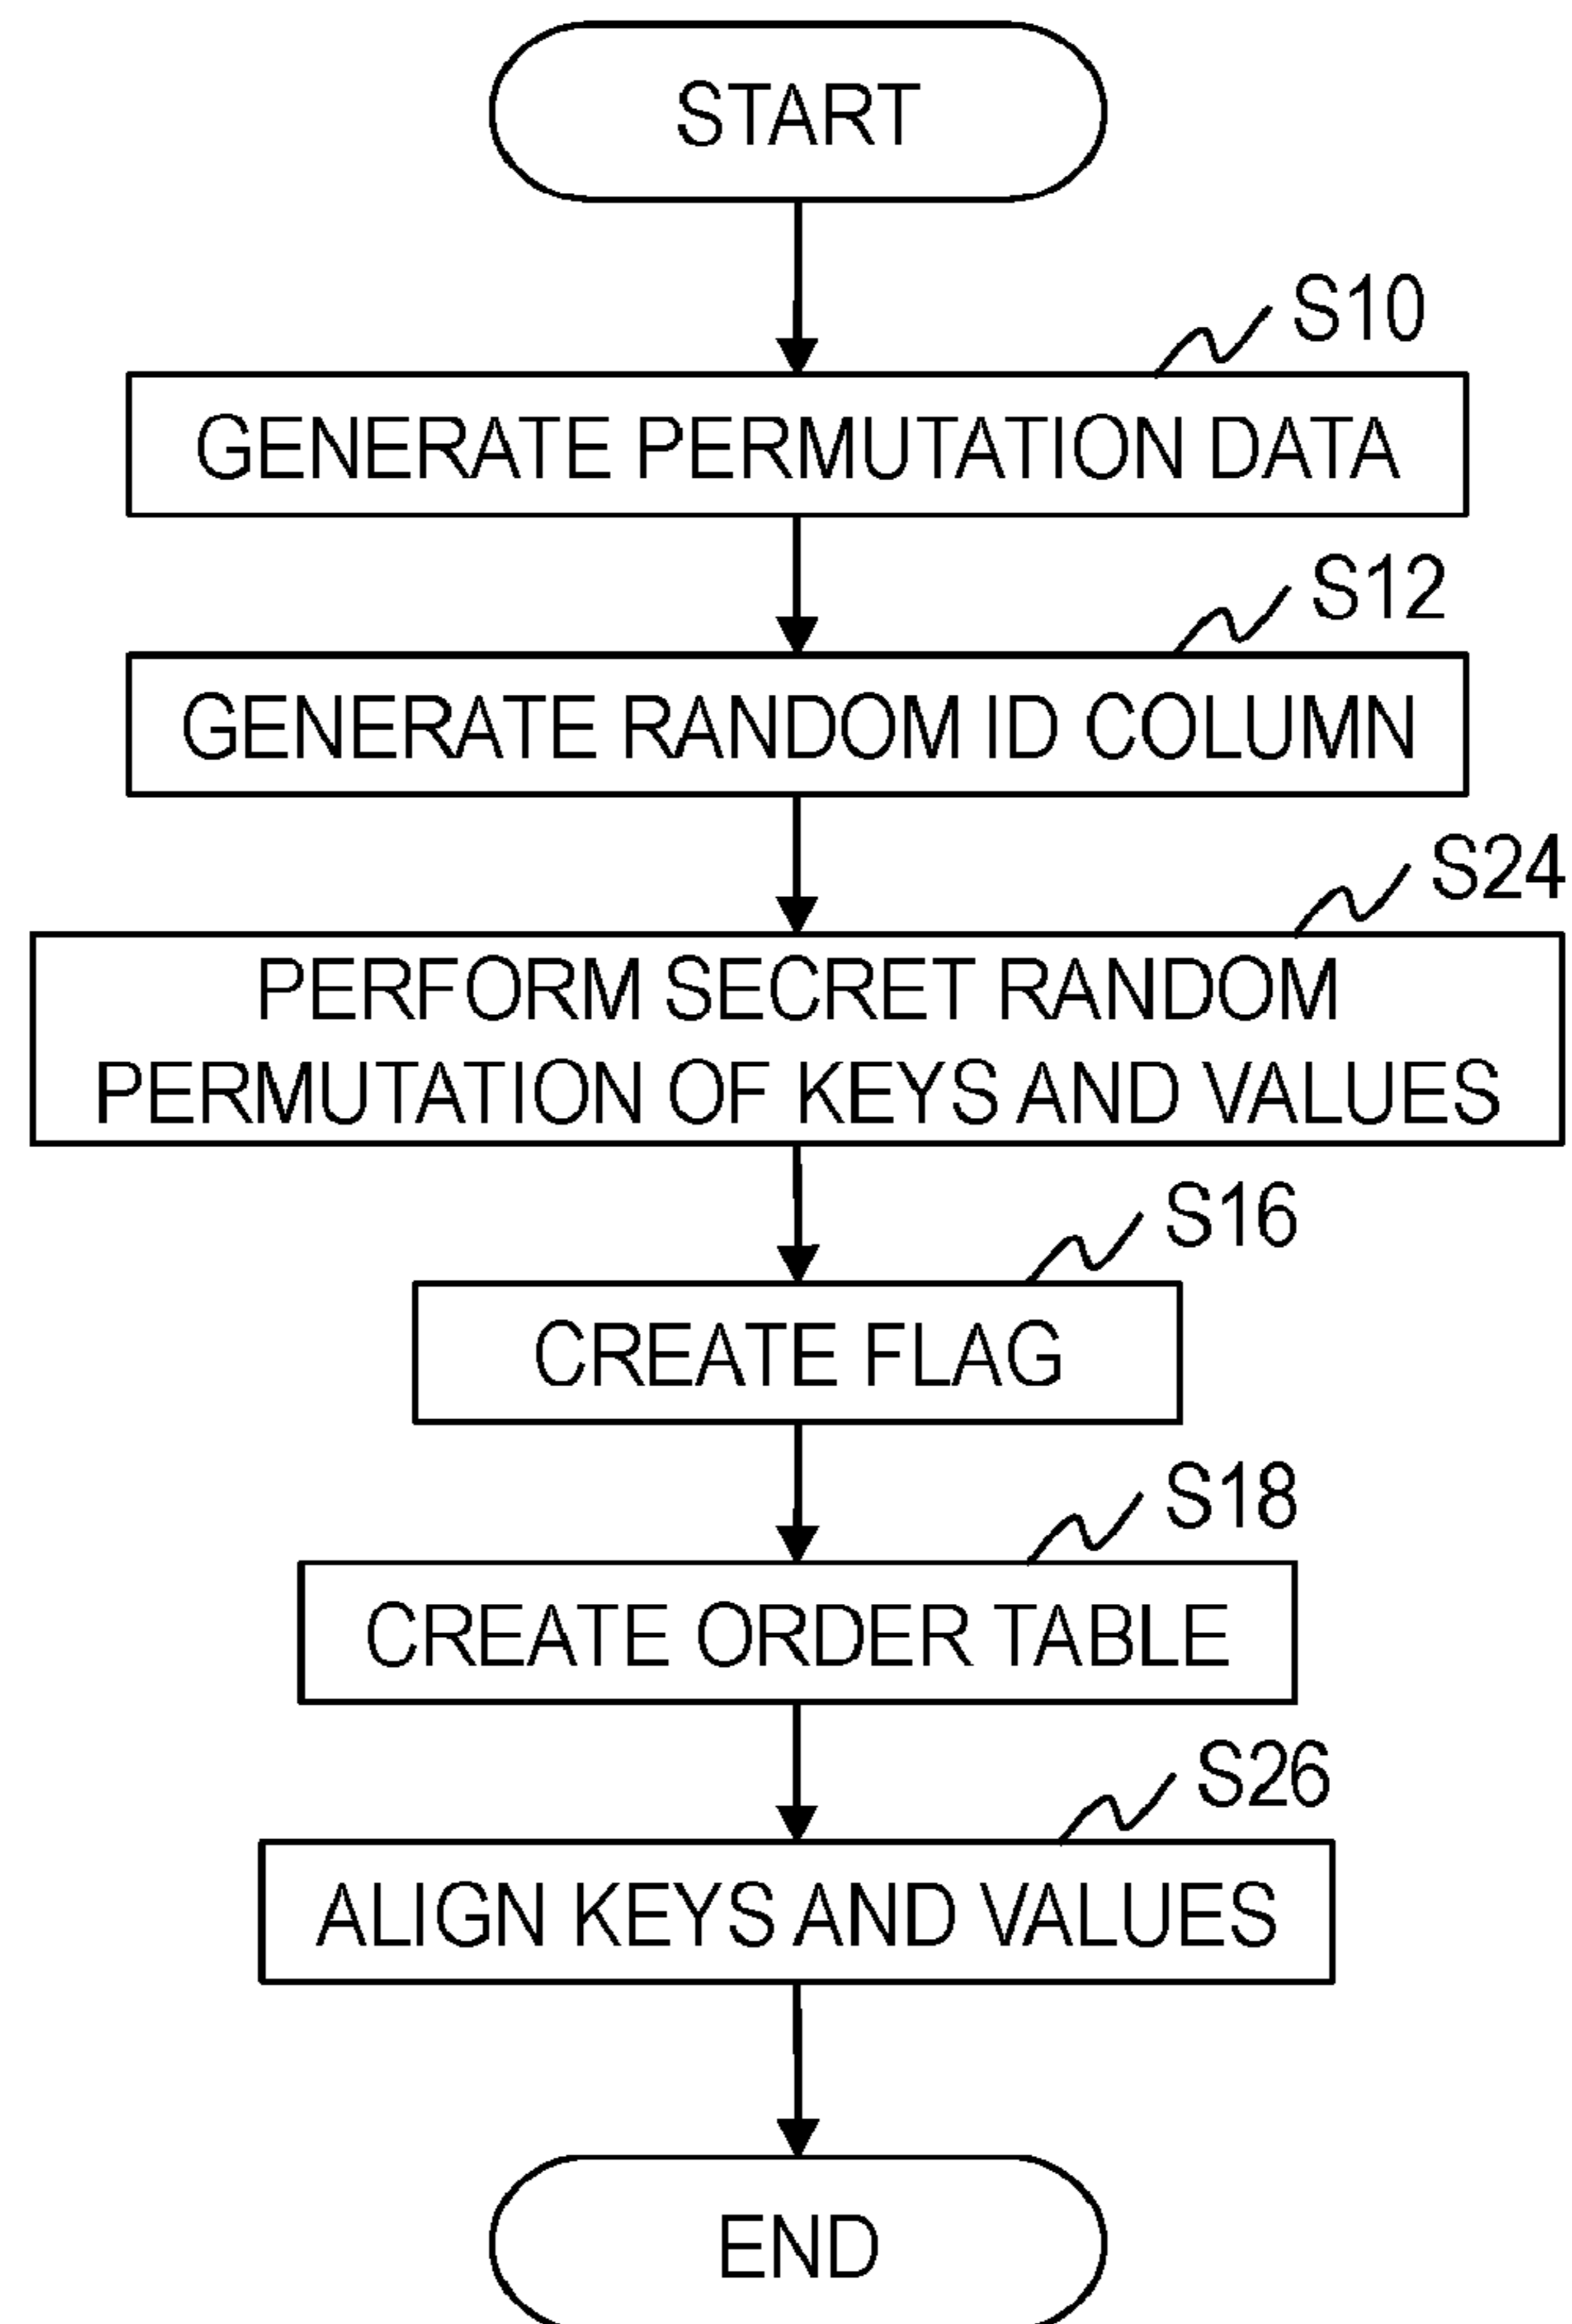 START
S10
GENERATE PERMUTATION DATA
S12
GENERATE RANDOM ID COLUMN
S24
PERFORM SECRET RANDOM
PERMUTATION OF KEYS AND VALUES
S16
CREATE FLAG
S18
CREATE ORDER TABLE
S26
ALIGN KEYS AND VALUES
END